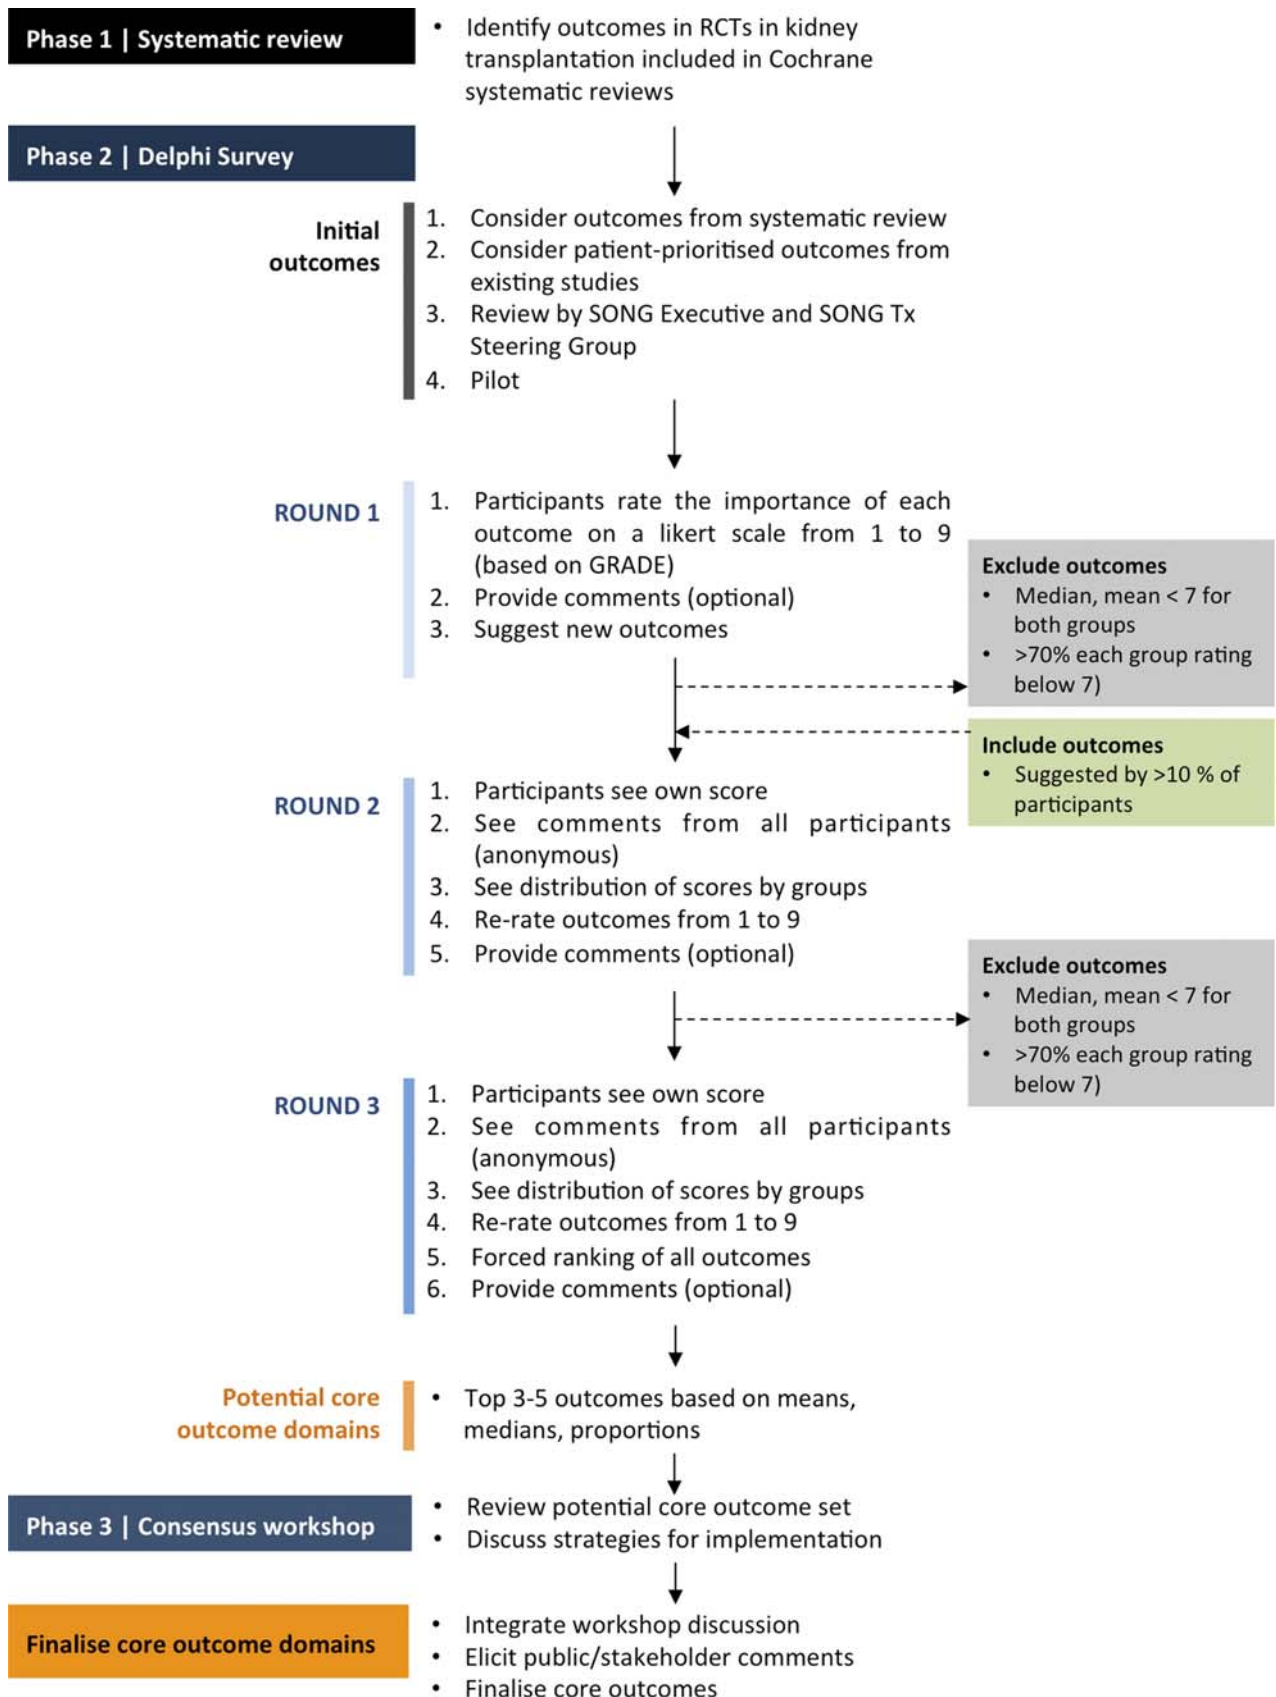 Phase 1 | Systematic review
• Identify outcomes in RCTs in kidney
transplantation included in Cochrane
systematic reviews
Phase 2 | Delphi Survey
Initial
outcomes
1. Consider outcomes from systematic review
2. Consider patient-prioritised outcomes from
existing studies
3. Review by SONG Executive and SONG Tx
Steering Group
4. Pilot
ROUND 1
1. Participants rate the importance of each
outcome on a likert scale from 1 to 9
(based on GRADE)
2. Provide comments (optional)
3. Suggest new outcomes
Exclude outcomes
• Median, mean < 7 for
both groups
• >70% each group rating
below 7)
Include outcomes
• Suggested by >10 % of
participants
ROUND 2
1. Participants see own score
2. See comments from all participants
(anonymous)
3. See distribution of scores by groups
4. Re-rate outcomes from 1 to 9
5. Provide comments (optional)
Exclude outcomes
• Median, mean < 7 for
both groups
• >70% each group rating
below 7)
ROUND 3
1. Participants see own score
2. See comments from all participants
(anonymous)
3. See distribution of scores by groups
4. Re-rate outcomes from 1 to 9
5. Forced ranking of all outcomes
6. Provide comments (optional)
Potential core
outcome domains
• Top 3-5 outcomes based on means,
medians, proportions
Phase 3 | Consensus workshop
• Review potential core outcome set
• Discuss strategies for implementation
Finalise core outcome domains
• Integrate workshop discussion
• Elicit public/stakeholder comments
• Finalise core outcomes